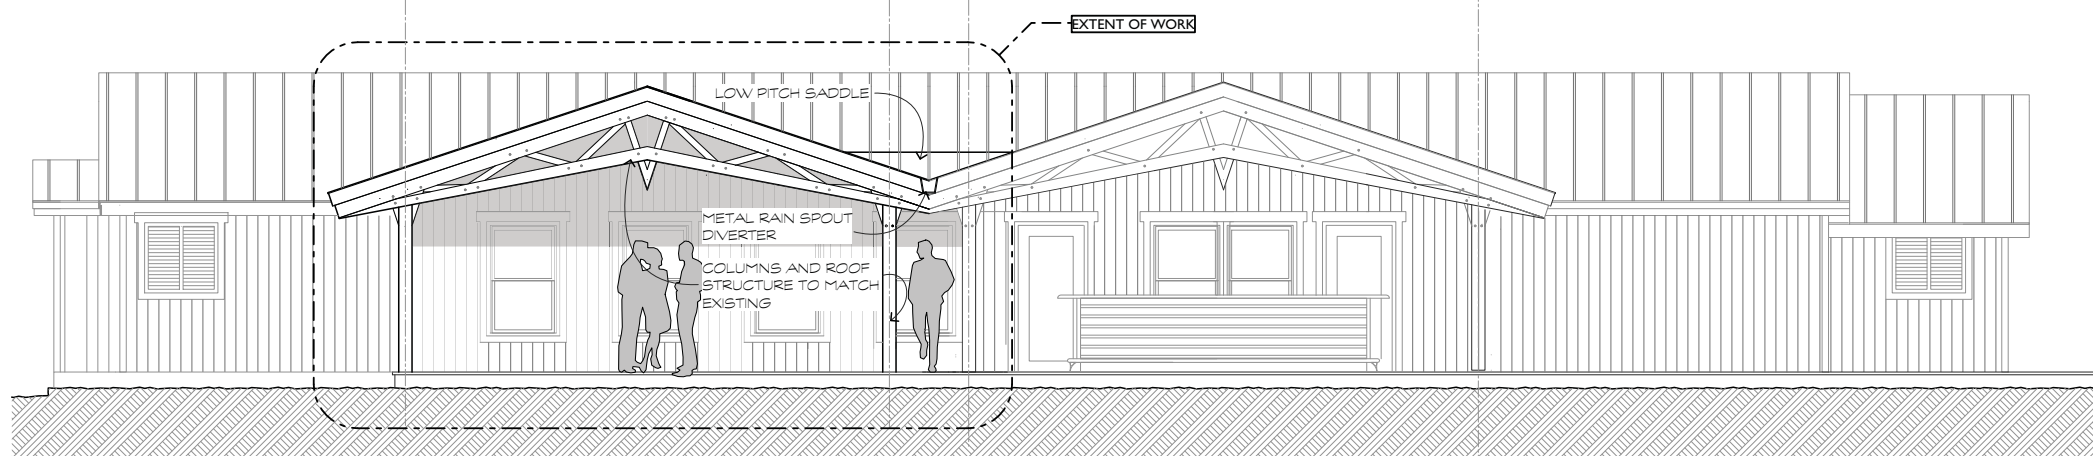 EXTENT OF WORK
LOW PITCH SADDLE
METAL RAIN SPOUT
DIVERTER
COLUMNS AND ROOF
STRUCTURE TO MATCH
EXISTING